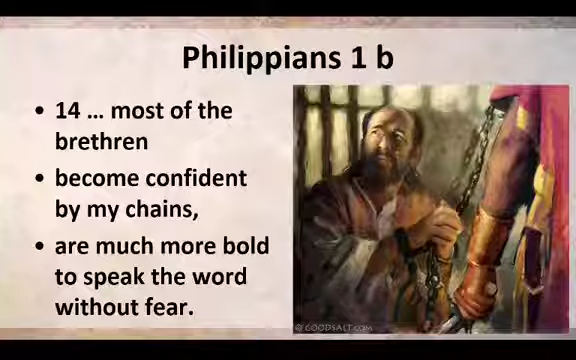 Philippians 1 b
• 14 ... most of the
brethren
• become confident
by my chains,
• are much more bold
to speak the word
without fear.
© GOODSALT.COM